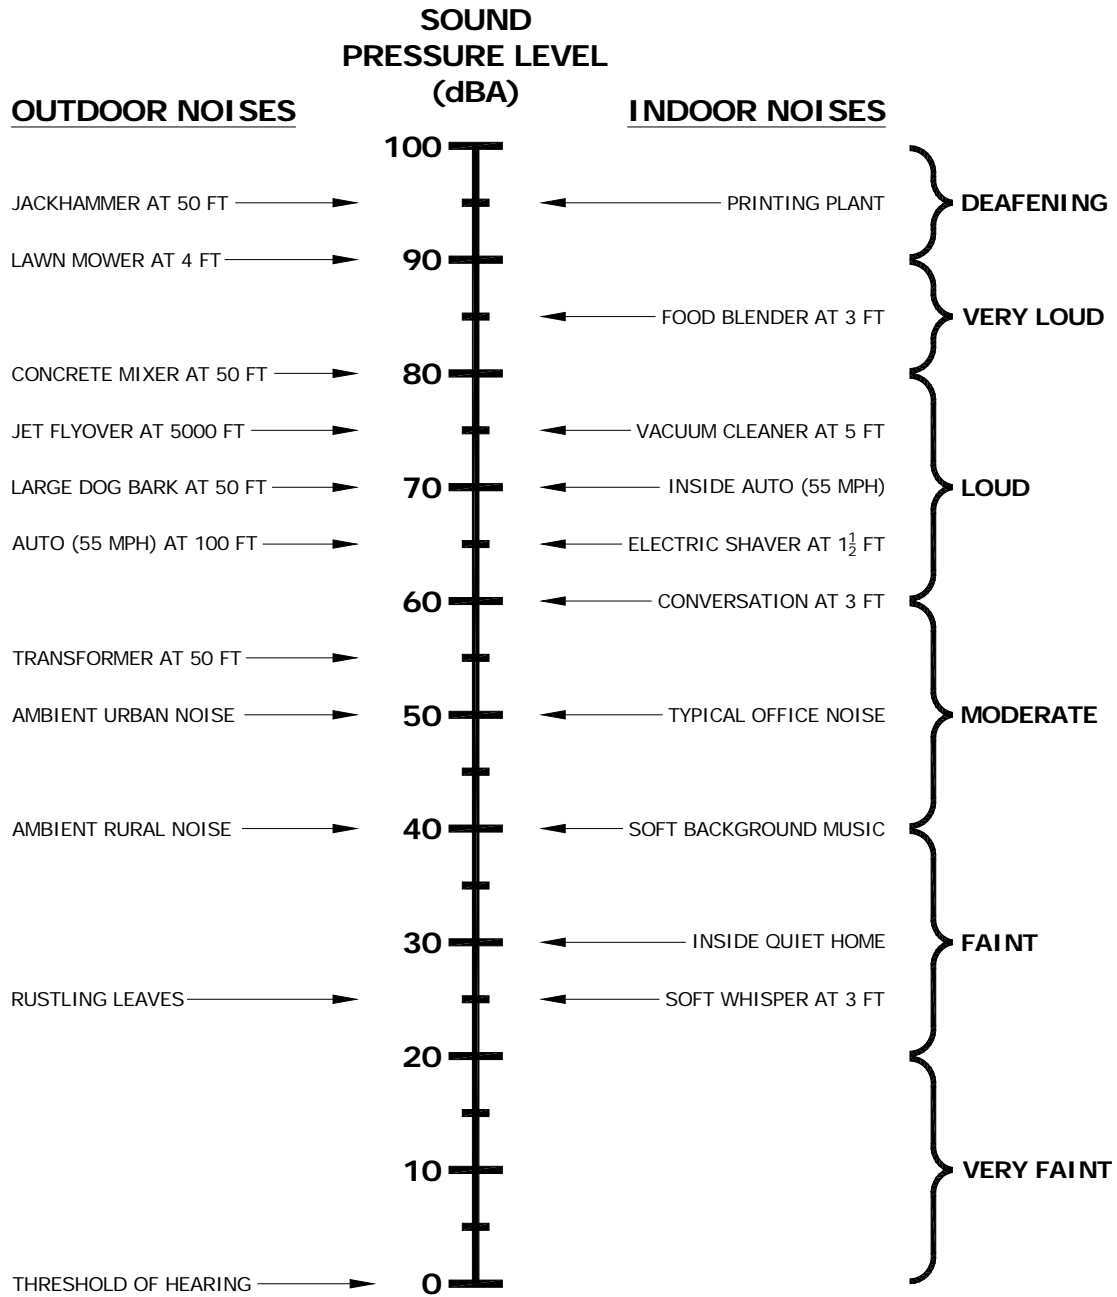 SOUND
PRESSURE LEVEL
(dBA)
OUTDOOR NOISES
INDOOR NOISES
100
JACKHAMMER AT 50 FT
PRINTING PLANT
DEAFENING
LAWN MOWER AT 4 FT
90
FOOD BLENDER AT 3 FT
VERY LOUD
CONCRETE MIXER AT 50 FT
80
JET FLYOVER AT 5000 FT
VACUUM CLEANER AT 5 FT
LARGE DOG BARK AT 50 FT
70
INSIDE AUTO (55 MPH)
LOUD
AUTO (55 MPH) AT 100 FT
ELECTRIC SHAVER AT 1½ FT
60
CONVERSATION AT 3 FT
TRANSFORMER AT 50 FT
AMBIENT URBAN NOISE
50
TYPICAL OFFICE NOISE
MODERATE
AMBIENT RURAL NOISE
40
SOFT BACKGROUND MUSIC
30
INSIDE QUIET HOME
FAINT
RUSTLING LEAVES
SOFT WHISPER AT 3 FT
20
10
VERY FAINT
THRESHOLD OF HEARING
0